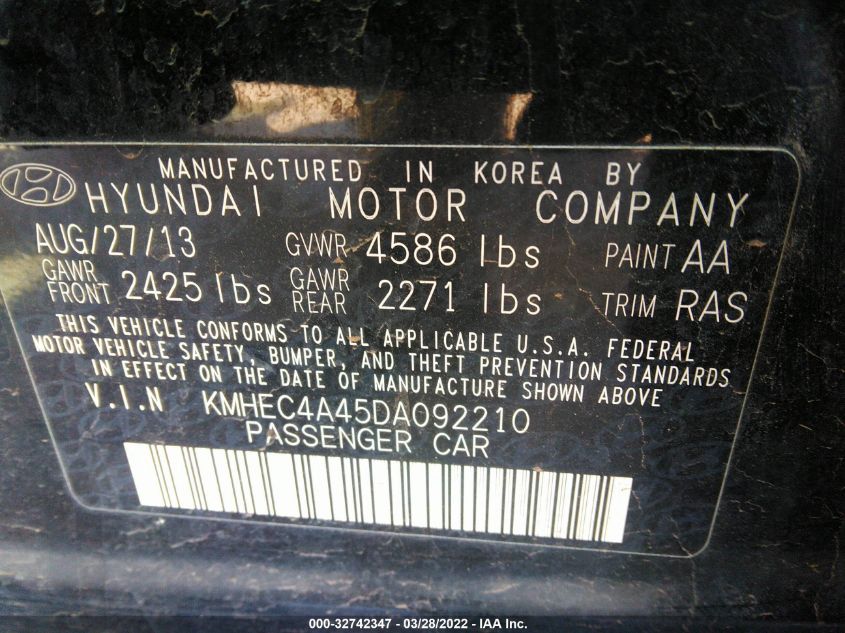 MANUFACTURED IN KOREA BY
HYUNDAI MOTOR COMPANY
AUG/27/13 GVWR 4586 lbs PAINT AA
GAWR FRONT 2425 lbs GAWR REAR 2271 lbs TRIM RAS
THIS VEHICLE CONFORMS TO ALL APPLICABLE U.S.A. FEDERAL
MOTOR VEHICLE SAFETY, BUMPER, AND THEFT PREVENTION STANDARDS
IN EFFECT ON THE DATE OF MANUFACTURE SHOWN ABOVE
V.I.N KMHEC4A45DA092210
PASSENGER CAR
000-32742347 - 03/28/2022 - IAA Inc.